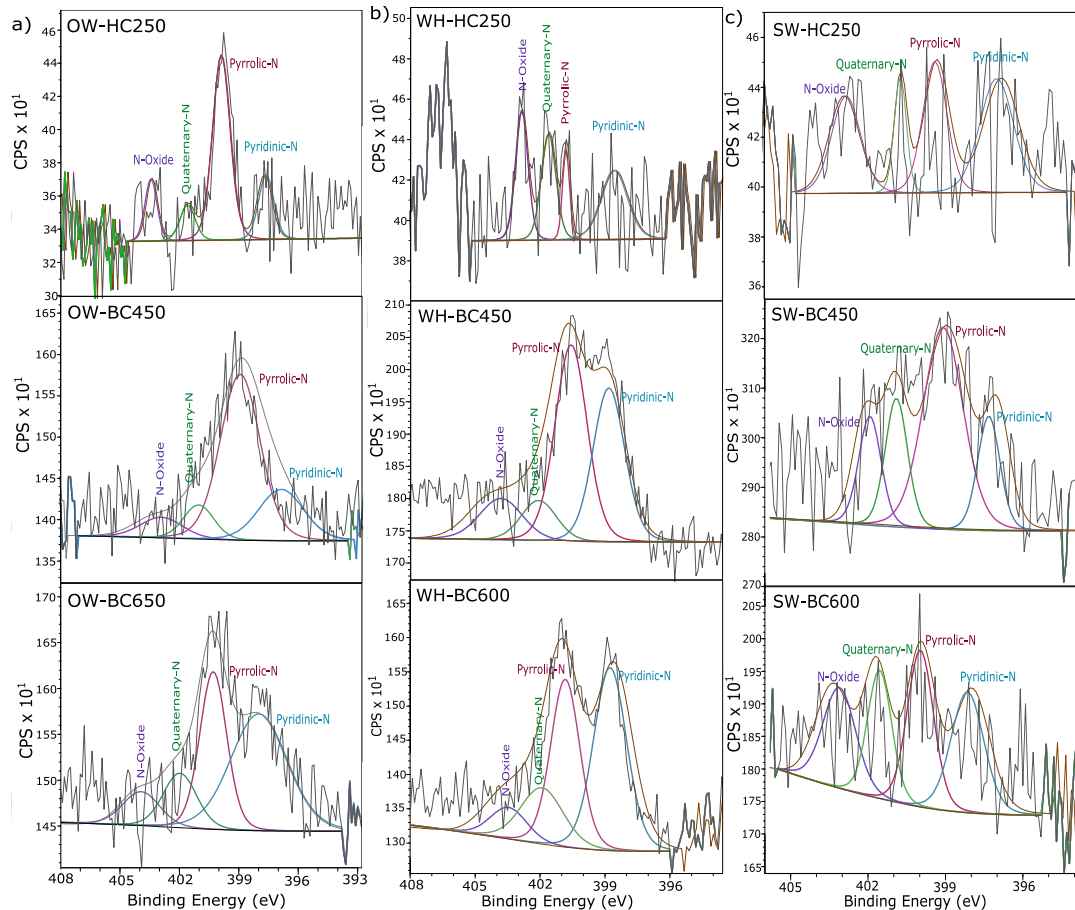 a)
OW-HC250
CPS x 10¹
46
44
42
40
38
36
34
33
30
N-Oxide
Quaternary-N
Pyrrolic-N
Pyridinic-N
OW-BC450
CPS x 10¹
165
160
155
150
145
140
135
N-Oxide
Quaternary-N
Pyrrolic-N
Pyridinic-N
OW-BC650
CPS x 10¹
170
165
160
155
150
145
N-Oxide
Quaternary-N
Pyrrolic-N
Pyridinic-N
408 405 402 399 396 393
Binding Energy (eV)
b)
WH-HC250
CPS x 10¹
50
48
46
44
42
40
38
N-Oxide
Quaternary-N
Pyrrolic-N
Pyridinic-N
WH-BC450
CPS x 10¹
210
205
200
195
190
185
180
175
170
N-Oxide
Quaternary-N
Pyrrolic-N
Pyridinic-N
WH-BC600
CPS x 10¹
165
160
155
150
145
140
135
130
125
N-Oxide
Quaternary-N
Pyrrolic-N
Pyridinic-N
408 405 402 399 396
Binding Energy (eV)
c)
SW-HC250
CPS x 10¹
46
44
42
40
38
36
N-Oxide
Quaternary-N
Pyrrolic-N
Pyridinic-N
SW-BC450
CPS x 10¹
320
310
300
290
280
270
N-Oxide
Quaternary-N
Pyrrolic-N
Pyridinic-N
SW-BC600
CPS x 10¹
205
200
195
190
185
180
175
165
N-Oxide
Quaternary-N
Pyrrolic-N
Pyridinic-N
405 402 399 396
Binding Energy (eV)